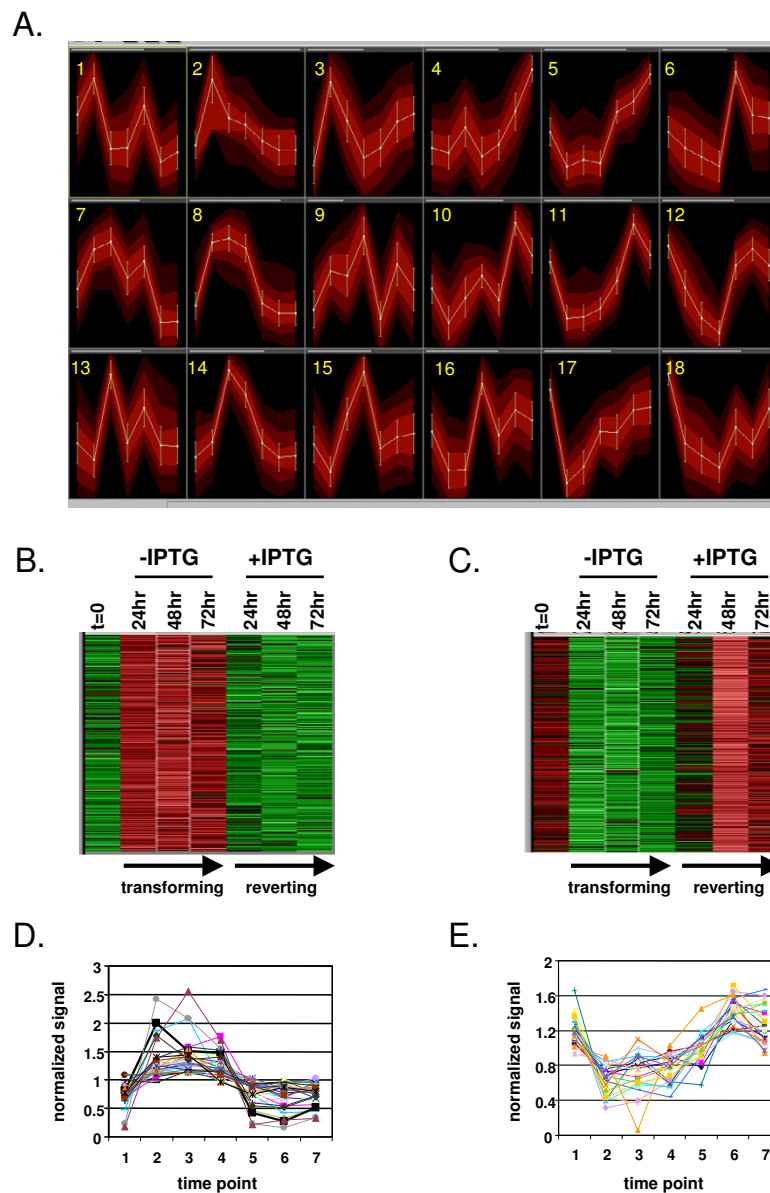 A.
1 2 3 4 5 6
7 8 9 10 11 12
13 14 15 16 17 18
B.
-IPTG +IPTG
t=0 24hr 48hr 72hr 24hr 48hr 72hr
transforming reverting
C.
-IPTG +IPTG
t=0 24hr 48hr 72hr 24hr 48hr 72hr
transforming reverting
D.
normalized signal
3
2.5
2
1.5
1
0.5
0
1 2 3 4 5 6 7
time point
E.
normalized signal
2
1.6
1.2
0.8
0.4
0
1 2 3 4 5 6 7
time point